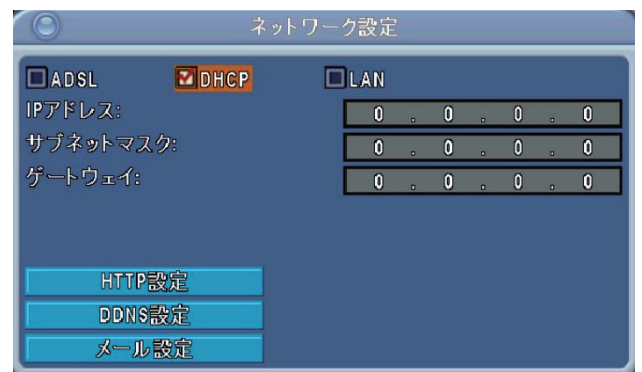 ネットワーク設定
ADSL DHCP LAN
IPアドレス: 0 . 0 . 0 . 0
サブネットマスク: 0 . 0 . 0 . 0
ゲートウェイ: 0 . 0 . 0 . 0
HTTP設定
DDNS設定
メール設定